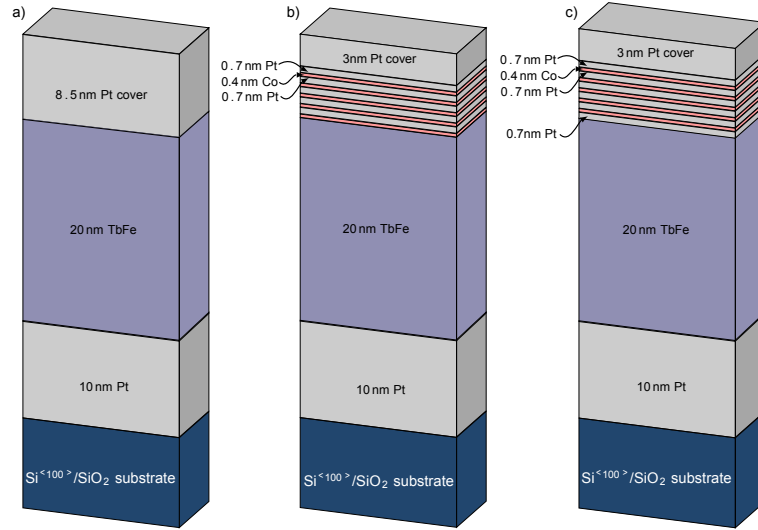 a)
8.5 nm Pt cover
20 nm TbFe
10 nm Pt
Si<100>/SiO2 substrate
b)
0.7 nm Pt
0.4 nm Co
0.7 nm Pt
3nm Pt cover
20 nm TbFe
10 nm Pt
Si<100>/SiO2 substrate
c)
0.7 nm Pt
0.4 nm Co
0.7 nm Pt
0.7nm Pt
3 nm Pt cover
20 nm TbFe
10 nm Pt
Si<100>/SiO2 substrate